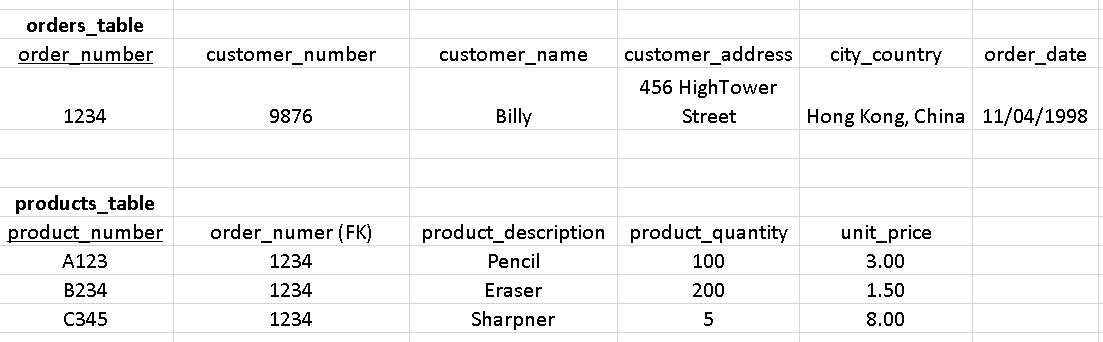 orders_table
order_number customer_number customer_name customer_address city_country order_date
456 HighTower
1234 9876 Billy Street Hong Kong, China 11/04/1998
products_table
product_number order_numer (FK) product_description product_quantity unit_price
A123 1234 Pencil 100 3.00
B234 1234 Eraser 200 1.50
C345 1234 Sharpner 5 8.00